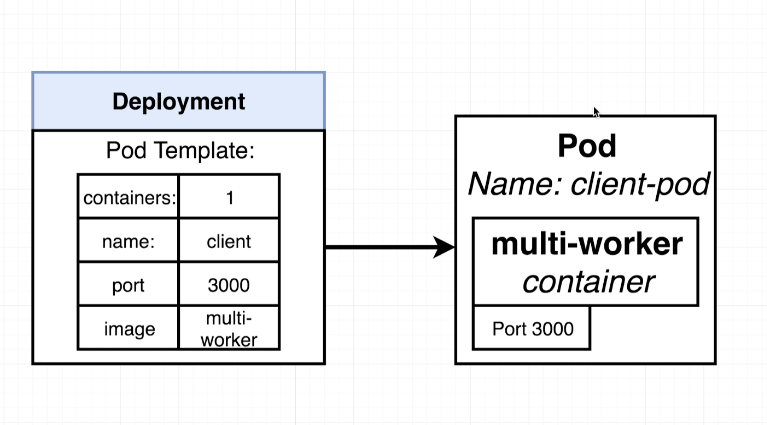 Deployment
Pod Template:
containers: 1
name: client
port 3000
image multi-
worker
Pod
Name: client-pod
multi-worker
container
Port 3000